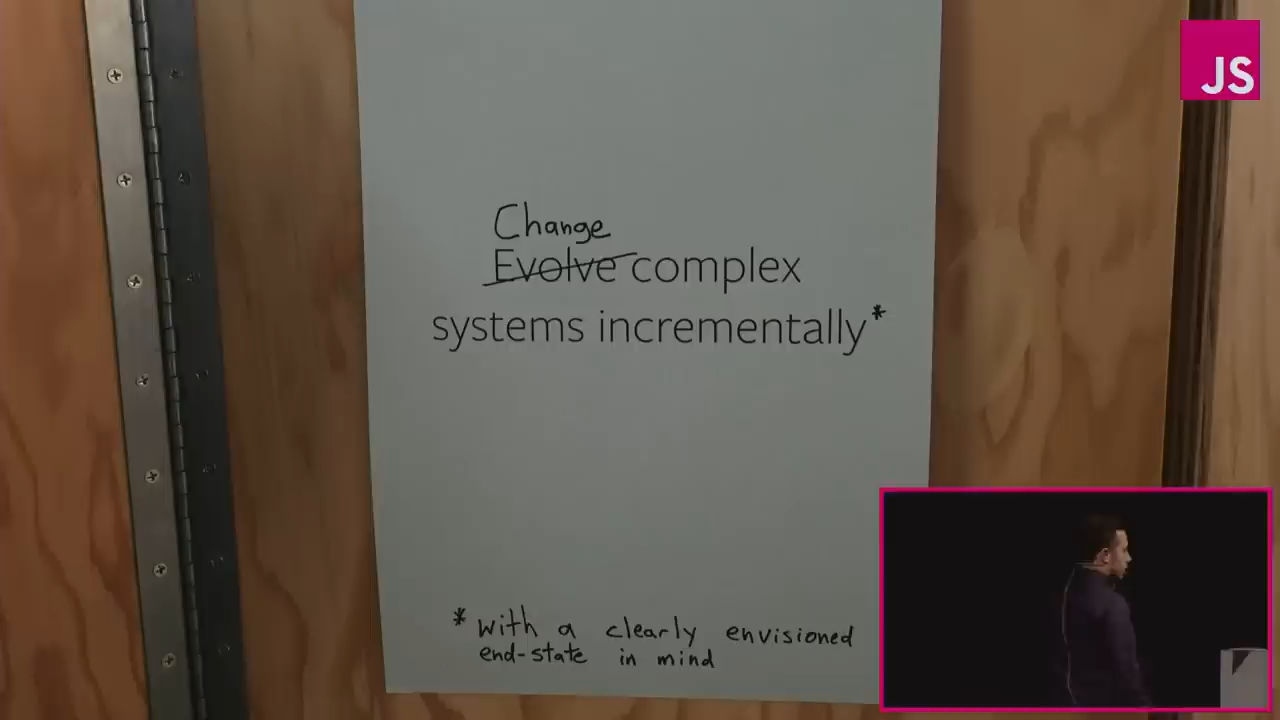 JS
Change
Evolve complex
systems incrementally*
* with a clearly envisioned
end-state in mind